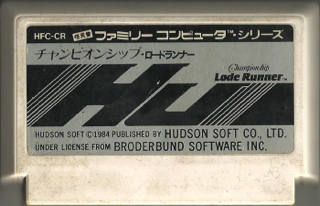 HFC-CR ファミリー コンピュータ™・シリーズ
チャンピオンシップ・ロードランナー
Championship
Lode Runner™
HUDSON SOFT ©1984 PUBLISHED BY HUDSON SOFT CO., LTD.
UNDER LICENSE FROM BRODERBUND SOFTWARE INC.